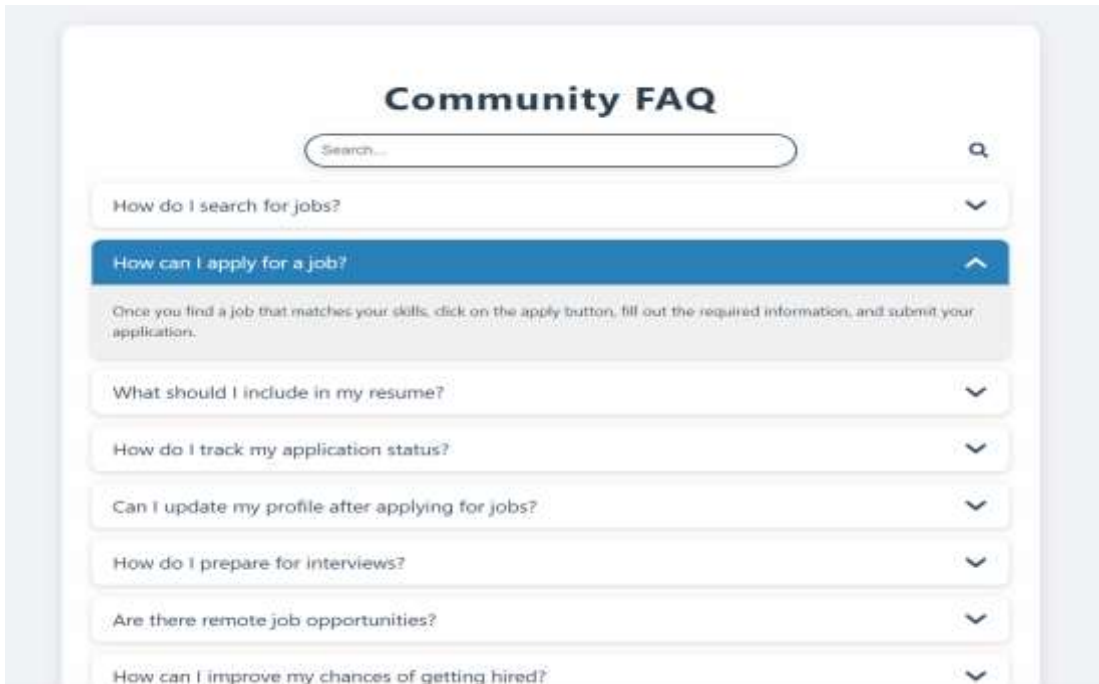 Community FAQ
Search...
How do I search for jobs?
How can I apply for a job?
Once you find a job that matches your skills, click on the apply button, fill out the required information, and submit your
application.
What should I include in my resume?
How do I track my application status?
Can I update my profile after applying for jobs?
How do I prepare for interviews?
Are there remote job opportunities?
How can I improve my chances of getting hired?